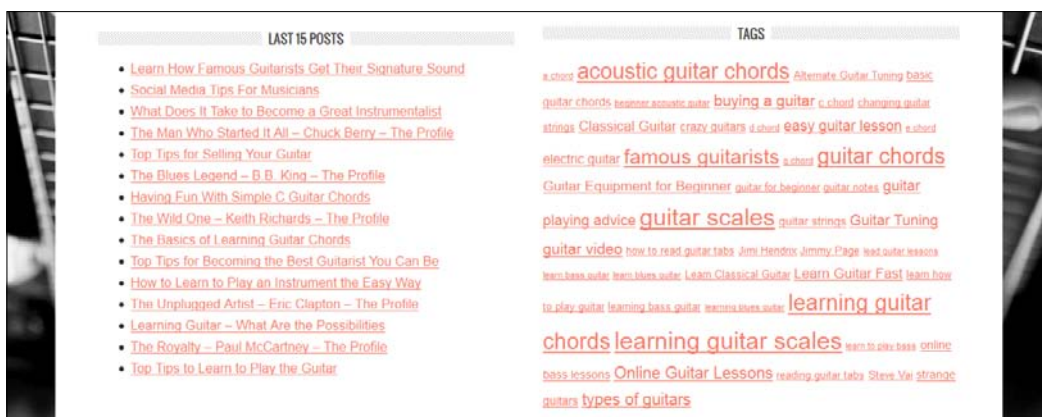 LAST 15 POSTS
Learn How Famous Guitarists Get Their Signature Sound
Social Media Tips For Musicians
What Does It Take to Become a Great Instrumentalist
The Man Who Started It All – Chuck Berry – The Profile
Top Tips for Selling Your Guitar
The Blues Legend – B.B. King – The Profile
Having Fun With Simple C Guitar Chords
The Wild One – Keith Richards – The Profile
The Basics of Learning Guitar Chords
Top Tips for Becoming the Best Guitarist You Can Be
How to Learn to Play an Instrument the Easy Way
The Unplugged Artist – Eric Clapton – The Profile
Learning Guitar – What Are the Possibilities
The Royalty – Paul McCartney – The Profile
Top Tips to Learn to Play the Guitar
TAGS
a chord acoustic guitar chords Alternate Guitar Tuning basic
guitar chords beginner acoustic guitar buying a guitar c chord changing guitar
strings Classical Guitar crazy guitars d chord easy guitar lesson e chord
electric guitar famous guitarists g chord guitar chords
Guitar Equipment for Beginner guitar for beginner guitar notes guitar
playing advice guitar scales guitar strings Guitar Tuning
guitar video how to read guitar tabs Jimi Hendrix Jimmy Page lead guitar lessons
learn bass guitar learn blues guitar Learn Classical Guitar Learn Guitar Fast learn how
to play guitar learning bass guitar learning blues guitar learning guitar
chords learning guitar scales learn to play bass online
bass lessons Online Guitar Lessons reading guitar tabs Steve Vai strange
guitars types of guitars